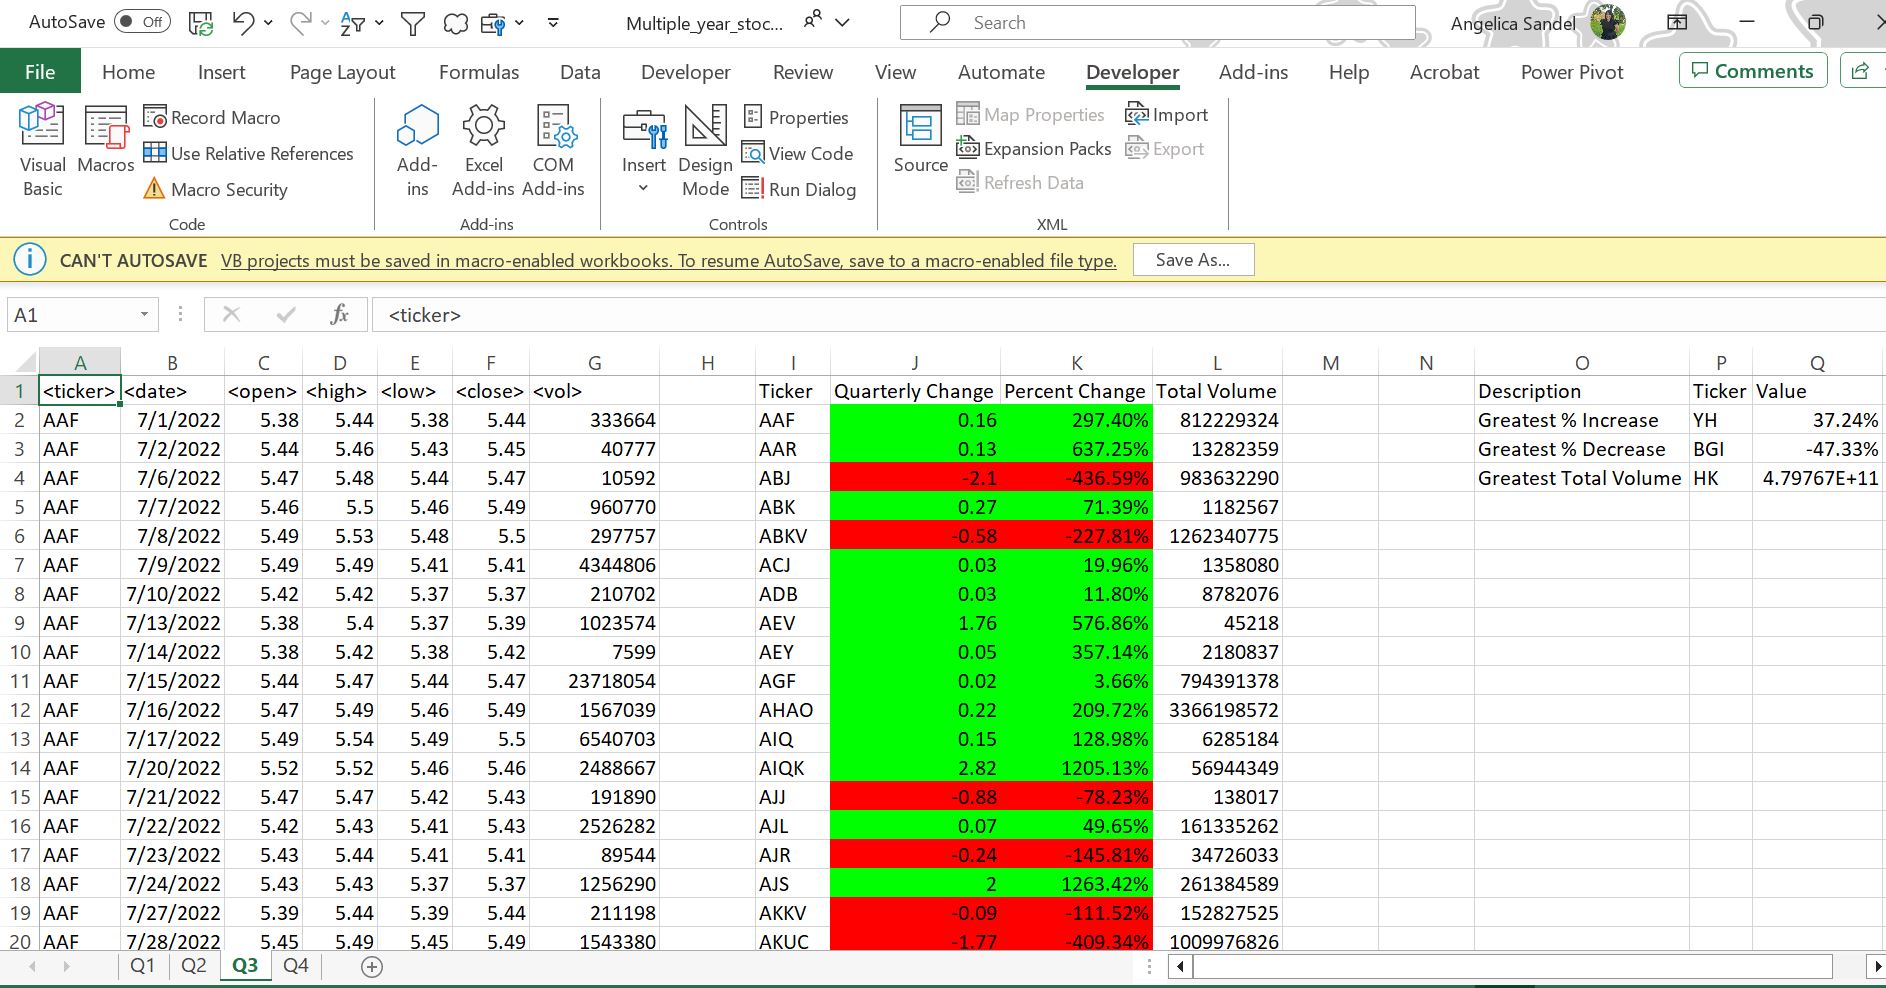 AutoSave Off Multiple_year_stoc... Search Angelica Sandel
File Home Insert Page Layout Formulas Data Developer Review View Automate Developer Add-ins Help Acrobat Power Pivot Comments
Visual Basic Macros Record Macro Use Relative References Macro Security Code
Add-ins Excel Add-ins COM Add-ins Add-ins
Insert Design Mode Properties View Code Run Dialog Controls
Source Map Properties Expansion Packs Refresh Data Import Export XML
CAN'T AUTOSAVE VB projects must be saved in macro-enabled workbooks. To resume AutoSave, save to a macro-enabled file type. Save As...
A1 fx <ticker>
A B C D E F G H I J K L M N O P Q
1 <ticker> <date> <open> <high> <low> <close> <vol> Ticker Quarterly Change Percent Change Total Volume Description Ticker Value
2 AAF 7/1/2022 5.38 5.44 5.38 5.44 333664 AAF 0.16 297.40% 812229324 Greatest % Increase YH 37.24%
3 AAF 7/2/2022 5.44 5.46 5.43 5.45 40777 AAR 0.13 637.25% 13282359 Greatest % Decrease BGI -47.33%
4 AAF 7/6/2022 5.47 5.48 5.44 5.47 10592 ABJ -2.1 -436.59% 983632290 Greatest Total Volume HK 4.79767E+11
5 AAF 7/7/2022 5.46 5.5 5.46 5.49 960770 ABK 0.27 71.39% 1182567
6 AAF 7/8/2022 5.49 5.53 5.48 5.5 297757 ABKV -0.58 -227.81% 1262340775
7 AAF 7/9/2022 5.49 5.49 5.41 5.41 4344806 ACJ 0.03 19.96% 1358080
8 AAF 7/10/2022 5.42 5.42 5.37 5.37 210702 ADB 0.03 11.80% 8782076
9 AAF 7/13/2022 5.38 5.4 5.37 5.39 1023574 AEV 1.76 576.86% 45218
10 AAF 7/14/2022 5.38 5.42 5.38 5.42 7599 AEY 0.05 357.14% 2180837
11 AAF 7/15/2022 5.44 5.47 5.44 5.47 23718054 AGF 0.02 3.66% 794391378
12 AAF 7/16/2022 5.47 5.49 5.46 5.49 1567039 AHAO 0.22 209.72% 3366198572
13 AAF 7/17/2022 5.49 5.54 5.49 5.5 6540703 AIQ 0.15 128.98% 6285184
14 AAF 7/20/2022 5.52 5.52 5.46 5.46 2488667 AIQK 2.82 1205.13% 56944349
15 AAF 7/21/2022 5.47 5.47 5.42 5.43 191890 AJJ -0.88 -78.23% 138017
16 AAF 7/22/2022 5.42 5.43 5.41 5.43 2526282 AJL 0.07 49.65% 161335262
17 AAF 7/23/2022 5.43 5.44 5.41 5.41 89544 AJR -0.24 -145.81% 34726033
18 AAF 7/24/2022 5.43 5.43 5.37 5.37 1256290 AJS 2 1263.42% 261384589
19 AAF 7/27/2022 5.39 5.44 5.39 5.44 211198 AKKV -0.09 -111.52% 152827525
20 AAF 7/28/2022 5.45 5.49 5.45 5.49 1543380 AKUC -1.77 -409.34% 1009976826
Q1 Q2 Q3 Q4